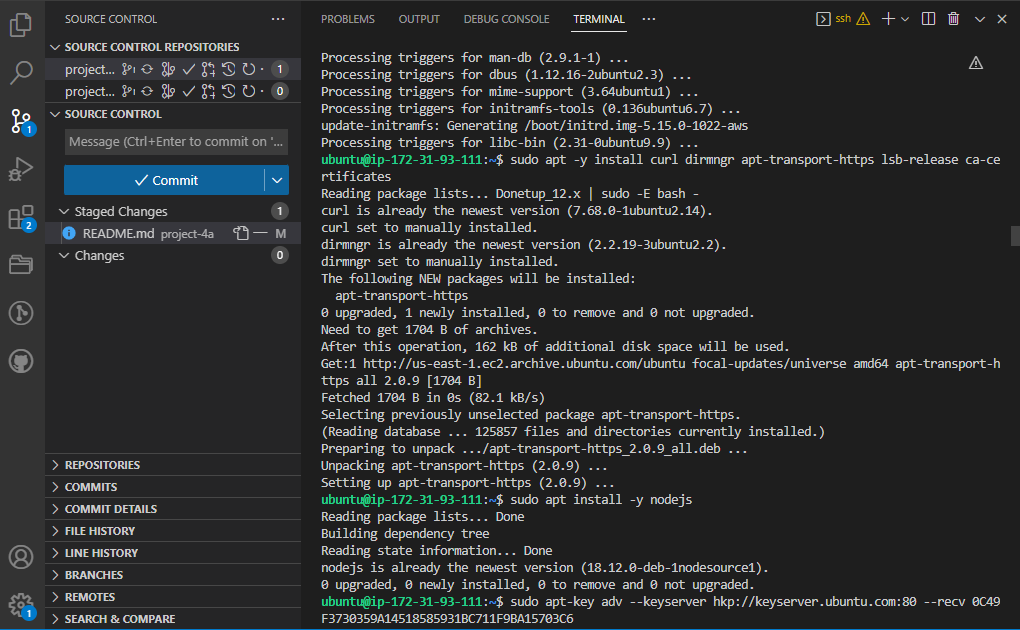 SOURCE CONTROL
SOURCE CONTROL REPOSITORIES
project... 1
project... 0
SOURCE CONTROL
Message (Ctrl+Enter to commit on '...
Commit
Staged Changes 1
README.md project-4a M
Changes 0
1
2
1
REPOSITORIES
COMMITS
COMMIT DETAILS
FILE HISTORY
LINE HISTORY
BRANCHES
REMOTES
SEARCH & COMPARE
PROBLEMS OUTPUT DEBUG CONSOLE TERMINAL ssh
Processing triggers for man-db (2.9.1-1) ...
Processing triggers for dbus (1.12.16-2ubuntu2.3) ...
Processing triggers for mime-support (3.64ubuntu1) ...
Processing triggers for initramfs-tools (0.136ubuntu6.7) ...
update-initramfs: Generating /boot/initrd.img-5.15.0-1022-aws
Processing triggers for libc-bin (2.31-0ubuntu9.9) ...
ubuntu@ip-172-31-93-111:~$ sudo apt -y install curl dirmngr apt-transport-https lsb-release ca-ce
rtificates
Reading package lists... Donetup_12.x | sudo -E bash -
curl is already the newest version (7.68.0-1ubuntu2.14).
curl set to manually installed.
dirmngr is already the newest version (2.2.19-3ubuntu2.2).
dirmngr set to manually installed.
The following NEW packages will be installed:
apt-transport-https
0 upgraded, 1 newly installed, 0 to remove and 0 not upgraded.
Need to get 1704 B of archives.
After this operation, 162 kB of additional disk space will be used.
Get:1 http://us-east-1.ec2.archive.ubuntu.com/ubuntu focal-updates/universe amd64 apt-transport-h
ttps all 2.0.9 [1704 B]
Fetched 1704 B in 0s (82.1 kB/s)
Selecting previously unselected package apt-transport-https.
(Reading database ... 125857 files and directories currently installed.)
Preparing to unpack .../apt-transport-https_2.0.9_all.deb ...
Unpacking apt-transport-https (2.0.9) ...
Setting up apt-transport-https (2.0.9) ...
ubuntu@ip-172-31-93-111:~$ sudo apt install -y nodejs
Reading package lists... Done
Building dependency tree
Reading state information... Done
nodejs is already the newest version (18.12.0-deb-1nodesource1).
0 upgraded, 0 newly installed, 0 to remove and 0 not upgraded.
ubuntu@ip-172-31-93-111:~$ sudo apt-key adv --keyserver hkp://keyserver.ubuntu.com:80 --recv 0C49
F3730359A14518585931BC711F9BA15703C6